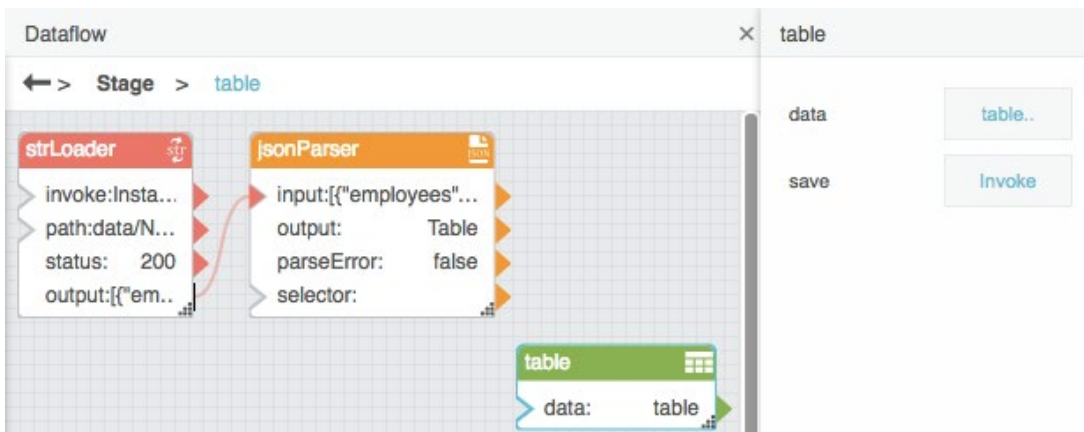 Dataflow
×
table
> Stage > table
strLoader
str
invoke:Insta...
path:data/N...
status: 200
output:[{"em...
jsonParser
JSON
input:[{"employees"...
output: Table
parseError: false
selector:
table
data: table
data table..
save Invoke